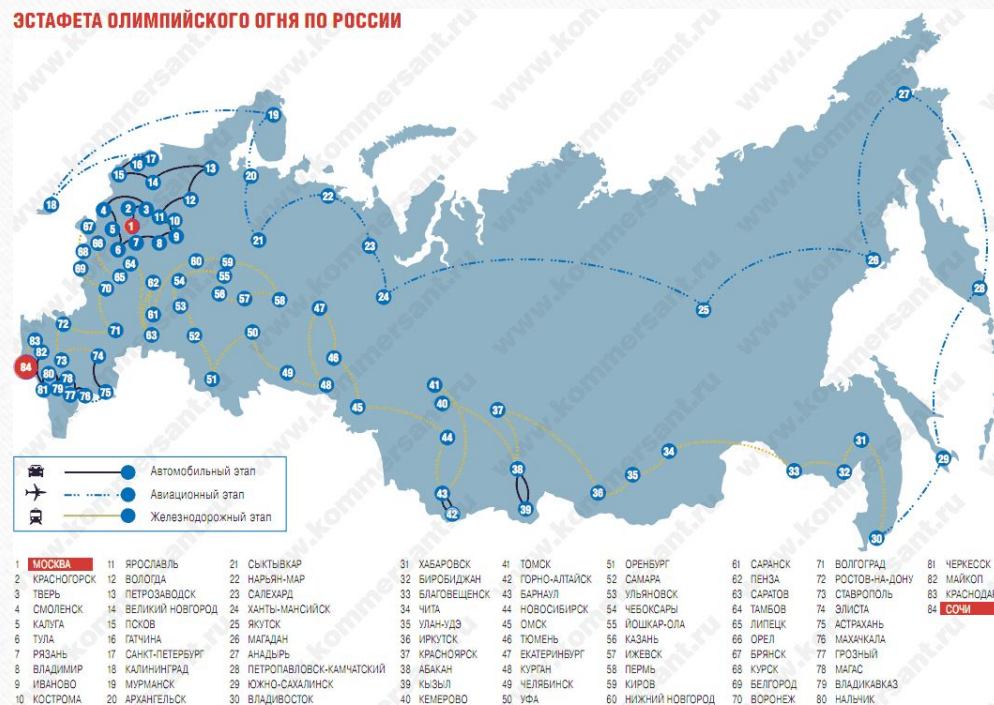 ЭСТАФЕТА ОЛИМПИЙСКОГО ОГНЯ ПО РОССИИ
Автомобильный этап
Авиационный этап
Железнодорожный этап
1 МОСКВА
2 КРАСНОГОРСК
3 ТВЕРЬ
4 СМОЛЕНСК
5 КАЛУГА
6 ТУЛА
7 РЯЗАНЬ
8 ВЛАДИМИР
9 ИВАНОВО
10 КОСТРОМА
11 ЯРОСЛАВЛЬ
12 ВОЛОГДА
13 ПЕТРОЗАВОДСК
14 ВЕЛИКИЙ НОВГОРОД
15 ПСКОВ
16 ГАТЧИНА
17 САНКТ-ПЕТЕРБУРГ
18 КАЛИНИНГРАД
19 МУРМАНСК
20 АРХАНГЕЛЬСК
21 СЫКТЫВКАР
22 НАРЬЯН-МАР
23 САЛЕХАРД
24 ХАНТЫ-МАНСИЙСК
25 ЯКУТСК
26 МАГАДАН
27 АНАДЫРЬ
28 ПЕТРОПАВЛОВСК-КАМЧАТСКИЙ
29 ЮЖНО-САХАЛИНСК
30 ВЛАДИВОСТОК
31 ХАБАРОВСК
32 БИРОБИДЖАН
33 БЛАГОВЕЩЕНСК
34 ЧИТА
35 УЛАН-УДЭ
36 ИРКУТСК
37 КРАСНОЯРСК
38 АБАКАН
39 КЫЗЫЛ
40 КЕМЕРОВО
41 ТОМСК
42 ГОРНО-АЛТАЙСК
43 БАРНАУЛ
44 НОВОСИБИРСК
45 ОМСК
46 ТЮМЕНЬ
47 ЕКАТЕРИНБУРГ
48 КУРГАН
49 ЧЕЛЯБИНСК
50 УФА
51 ОРЕНБУРГ
52 САМАРА
53 УЛЬЯНОВСК
54 ЧЕБОКСАРЫ
55 ЙОШКАР-ОЛА
56 КАЗАНЬ
57 ИЖЕВСК
58 ПЕРМЬ
59 КИРОВ
60 НИЖНИЙ НОВГОРОД
61 САРАНСК
62 ПЕНЗА
63 САРАТОВ
64 ТАМБОВ
65 ЛИПЕЦК
66 ОРЕЛ
67 БРЯНСК
68 КУРСК
69 БЕЛГОРОД
70 ВОРОНЕЖ
71 ВОЛГОГРАД
72 РОСТОВ-НА-ДОНУ
73 СТАВРОПОЛЬ
74 ЭЛИСТА
75 АСТРАХАНЬ
76 МАХАЧКАЛА
77 ГРОЗНЫЙ
78 МАГАС
79 ВЛАДИКАВКАЗ
80 НАЛЬЧИК
81 ЧЕРКЕССК
82 МАЙКОП
83 КРАСНОДАР
84 СОЧИ
www.kommersant.ru